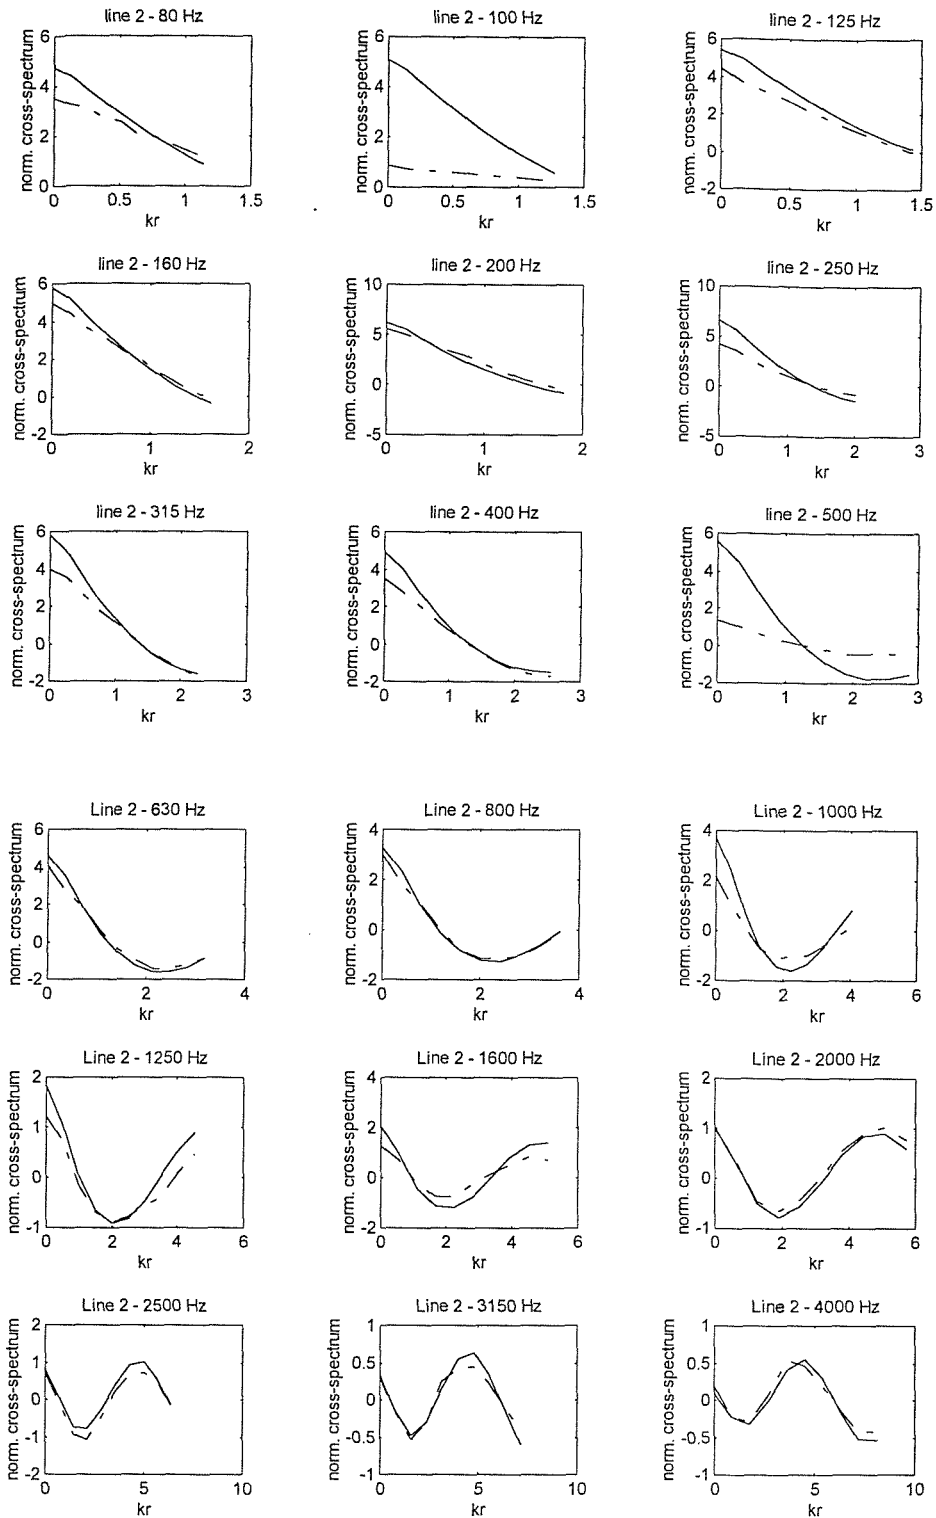 line 2 - 80 Hz
norm. cross-spectrum
6
4
2
0
0 0.5 1 1.5
kr
line 2 - 100 Hz
norm. cross-spectrum
6
4
2
0
0 0.5 1 1.5
kr
line 2 - 125 Hz
norm. cross-spectrum
6
4
2
0
-2
0 0.5 1 1.5
kr
line 2 - 160 Hz
norm. cross-spectrum
6
4
2
0
-2
0 1 2
kr
line 2 - 200 Hz
norm. cross-spectrum
10
5
0
-5
0 1 2
kr
line 2 - 250 Hz
norm. cross-spectrum
10
5
0
-5
0 1 2 3
kr
line 2 - 315 Hz
norm. cross-spectrum
6
4
2
0
-2
0 1 2 3
kr
line 2 - 400 Hz
norm. cross-spectrum
6
4
2
0
-2
0 1 2 3
kr
line 2 - 500 Hz
norm. cross-spectrum
6
4
2
0
-2
0 1 2 3
kr
Line 2 - 630 Hz
norm. cross-spectrum
6
4
2
0
-2
0 2 4
kr
Line 2 - 800 Hz
norm. cross-spectrum
4
2
0
-2
0 2 4
kr
Line 2 - 1000 Hz
norm. cross-spectrum
4
2
0
-2
0 2 4 6
kr
Line 2 - 1250 Hz
norm. cross-spectrum
2
1
0
-1
0 2 4 6
kr
Line 2 - 1600 Hz
norm. cross-spectrum
4
2
0
-2
0 2 4 6
kr
Line 2 - 2000 Hz
norm. cross-spectrum
2
1
0
-1
0 2 4 6
kr
Line 2 - 2500 Hz
norm. cross-spectrum
2
1
0
-1
-2
0 5 10
kr
Line 2 - 3150 Hz
norm. cross-spectrum
1
0.5
0
-0.5
-1
0 5 10
kr
Line 2 - 4000 Hz
norm. cross-spectrum
1
0.5
0
-0.5
-1
0 5 10
kr